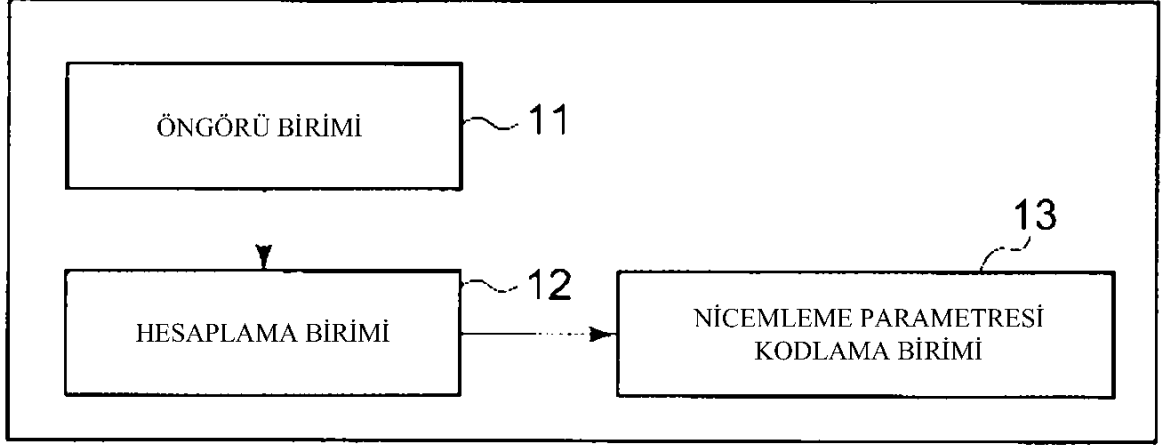 ÖNGÖRÜ BİRİMİ
11
HESAPLAMA BİRİMİ
12
13
NİCEMLEME PARAMETRESİ
KODLAMA BİRİMİ